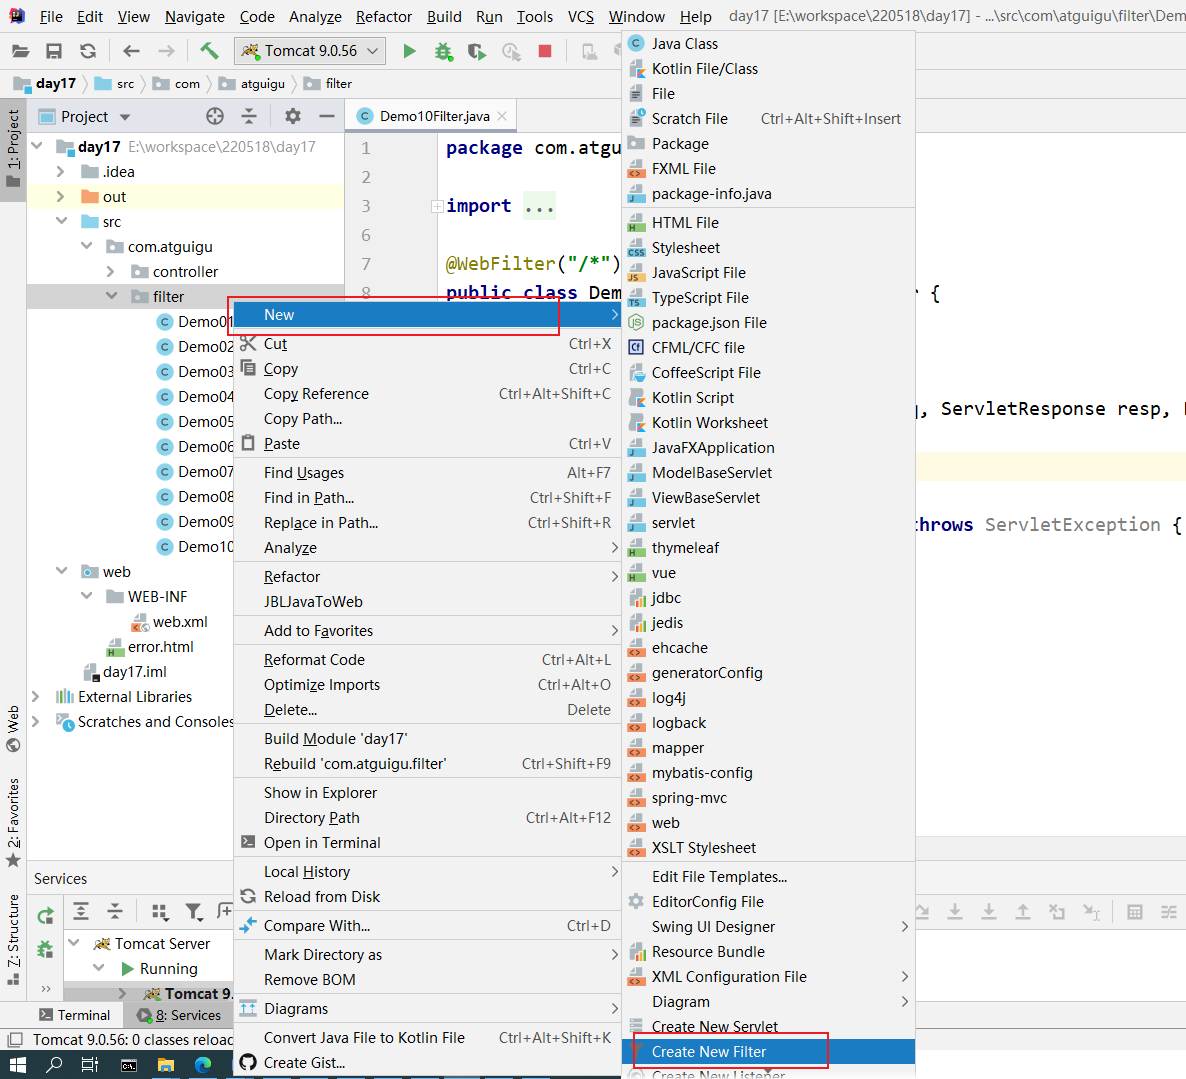 File Edit View Navigate Code Analyze Refactor Build Run Tools VCS Window Help day17 [E:\workspace\220518\day17] - ...\src\com\atguigu\filter\Dem
Tomcat 9.0.56
day17 src com atguigu filter
1: Project
Project
day17 E:\workspace\220518\day17
.idea
out
src
com.atguigu
controller
filter
Demo01
Demo02
Demo03
Demo04
Demo05
Demo06
Demo07
Demo08
Demo09
Demo10
web
WEB-INF
web.xml
error.html
day17.iml
External Libraries
Scratches and Consoles
Web
2: Favorites
7: Structure
Demo10Filter.java
1 package com.atgu
2
3 import ...
6
7 @WebFilter("/*")
8 public class Dem
r {
q, ServletResponse resp,
throws ServletException {
New
Cut Ctrl+X
Copy Ctrl+C
Copy Reference Ctrl+Alt+Shift+C
Copy Path...
Paste Ctrl+V
Find Usages Alt+F7
Find in Path... Ctrl+Shift+F
Replace in Path... Ctrl+Shift+R
Analyze
Refactor
JBLJavaToWeb
Add to Favorites
Reformat Code Ctrl+Alt+L
Optimize Imports Ctrl+Alt+O
Delete... Delete
Build Module 'day17'
Rebuild 'com.atguigu.filter' Ctrl+Shift+F9
Show in Explorer
Directory Path Ctrl+Alt+F12
Open in Terminal
Local History
Reload from Disk
Compare With... Ctrl+D
Mark Directory as
Remove BOM
Diagrams
Convert Java File to Kotlin File Ctrl+Alt+Shift+K
Create Gist...
Java Class
Kotlin File/Class
File
Scratch File Ctrl+Alt+Shift+Insert
Package
FXML File
package-info.java
HTML File
Stylesheet
JavaScript File
TypeScript File
package.json File
CFML/CFC file
CoffeeScript File
Kotlin Script
Kotlin Worksheet
JavaFXApplication
ModelBaseServlet
ViewBaseServlet
servlet
thymeleaf
vue
jdbc
jedis
ehcache
generatorConfig
log4j
logback
mapper
mybatis-config
spring-mvc
web
XSLT Stylesheet
Edit File Templates...
EditorConfig File
Swing UI Designer
Resource Bundle
XML Configuration File
Diagram
Create New Servlet
Create New Filter
Create New Listener
Services
Tomcat Server
Running
Tomcat 9.
Terminal 8: Services
Tomcat 9.0.56: 0 classes reload